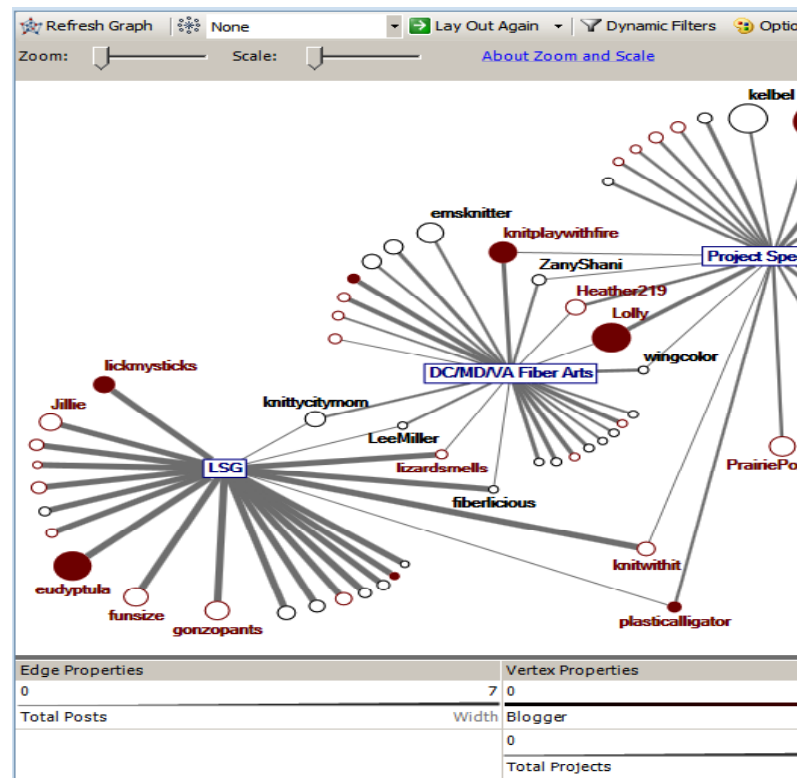 Refresh Graph None Lay Out Again Dynamic Filters Optio
Zoom: Scale: About Zoom and Scale
kelbel
emsknitter
knitplaywithfire
Project Spe
ZanyShani
Heather219
Lolly
wingcolor
DC/MD/VA Fiber Arts
lickmysticks
Jillie
knittycitymom
LeeMiller
LSG
lizardsmells
PrairiePo
fiberlicious
knitwithit
eudyptula
funsize
gonzopants
plasticalligator
Edge Properties Vertex Properties
0 7 0
Total Posts Width Blogger
0
Total Projects